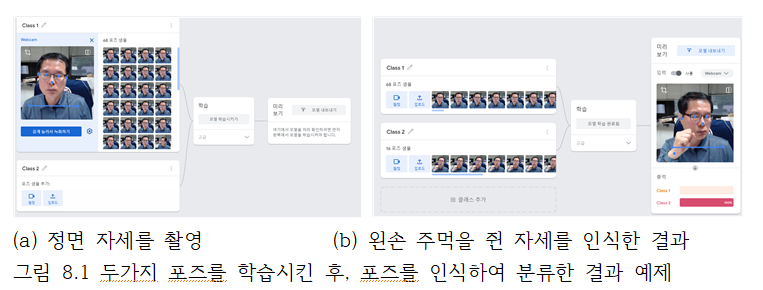 Class 1
Webcam
68 포즈 샘플
길게 눌러서 녹화하기
Class 2
포즈 샘플 추가:
웹캠
업로드
학습
모델 학습시키기
고급
미리보기
모델 내보내기
여기에서 모델을 미리 확인하려면 먼저 왼쪽에서 모델을 학습시켜야 합니다.
Class 1
68 포즈 샘플
웹캠
업로드
Class 2
포즈 샘플
웹캠
업로드
클래스 추가
학습
모델 학습 완료됨
고급
미리보기
모델 내보내기
입력
사용
Webcam
출력
Class 1
Class 2
(a) 정면 자세를 촬영
(b) 왼손 주먹을 쥔 자세를 인식한 결과
그림 8.1 두가지 포즈를 학습시킨 후, 포즈를 인식하여 분류한 결과 예제